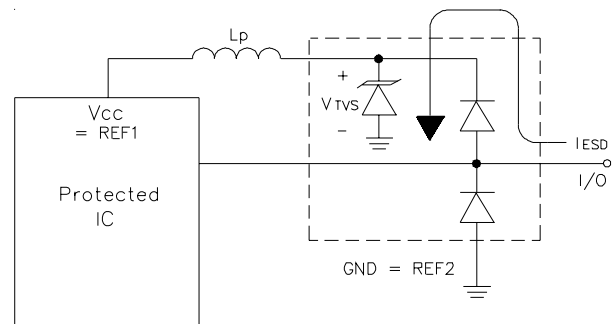 Lp
+
VTVS
-
Vcc
= REF1
IESD
I/O
Protected
IC
GND = REF2